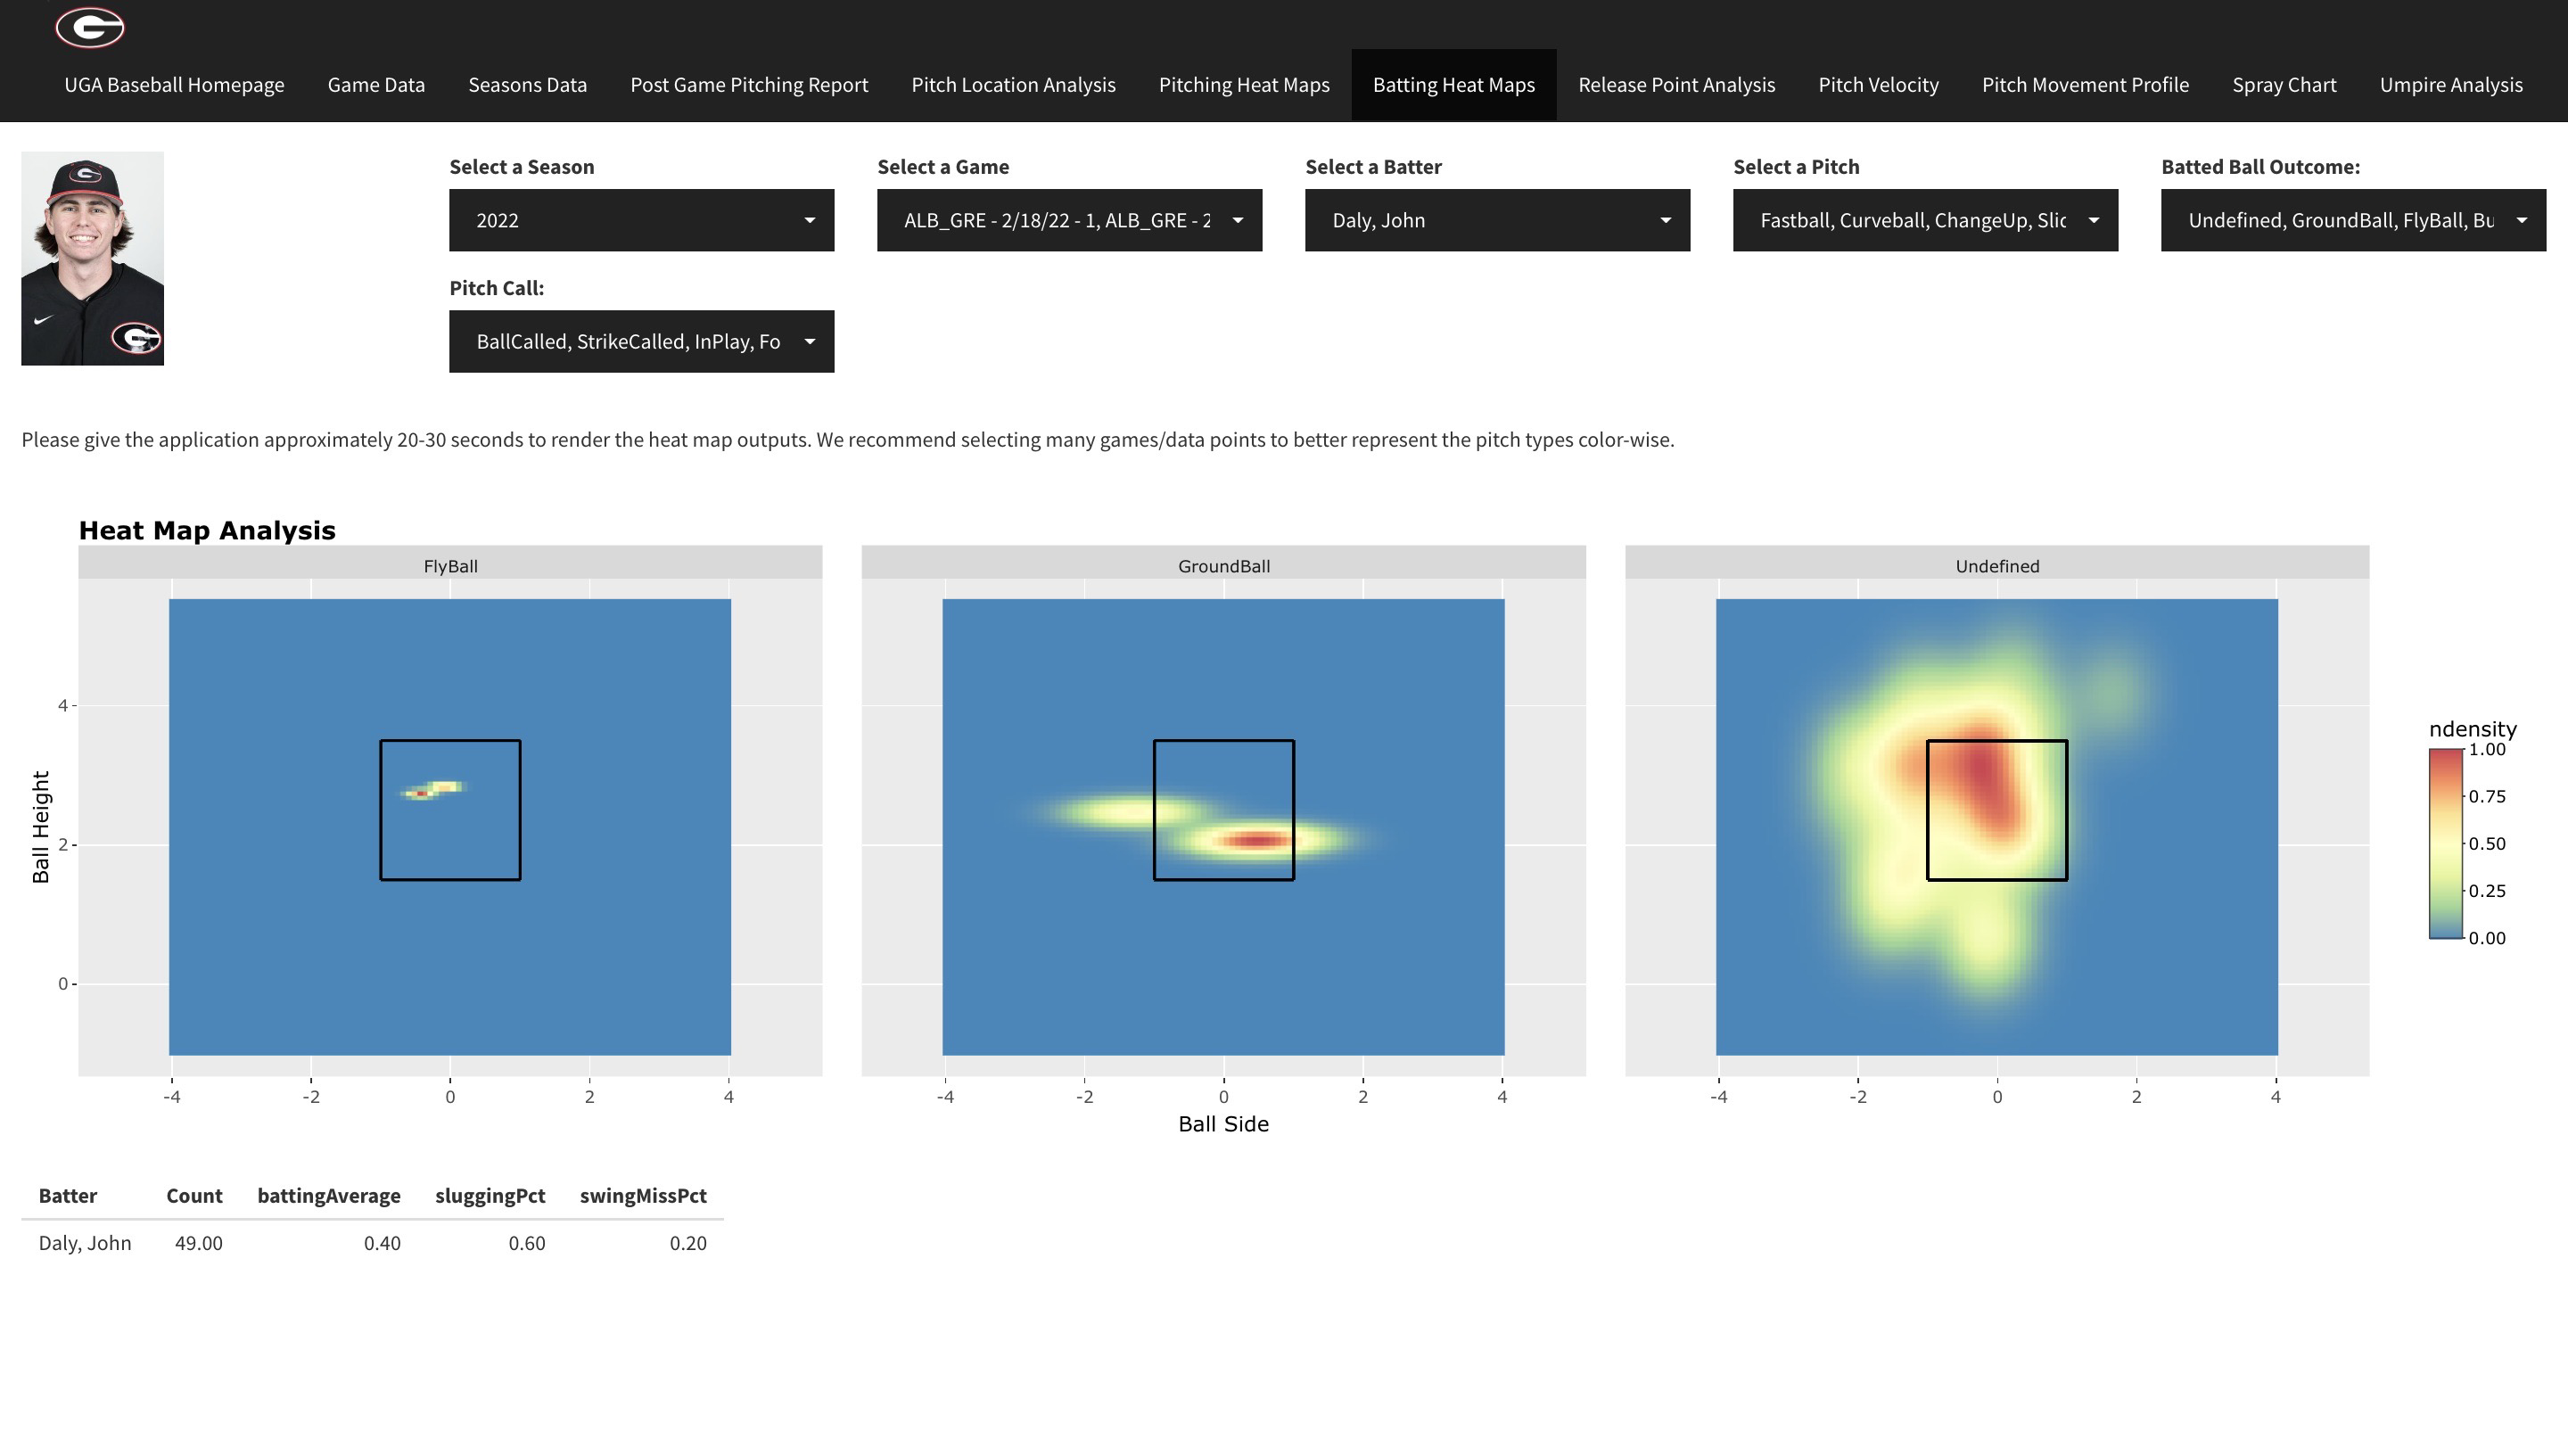 G
UGA Baseball Homepage Game Data Seasons Data Post Game Pitching Report Pitch Location Analysis Pitching Heat Maps Batting Heat Maps Release Point Analysis Pitch Velocity Pitch Movement Profile Spray Chart Umpire Analysis
Select a Season Select a Game Select a Batter Select a Pitch Batted Ball Outcome:
2022 ALB_GRE - 2/18/22 - 1, ALB_GRE - 2 Daly, John Fastball, Curveball, ChangeUp, Slic Undefined, GroundBall, FlyBall, Bu
Pitch Call:
BallCalled, StrikeCalled, InPlay, Fo
Please give the application approximately 20-30 seconds to render the heat map outputs. We recommend selecting many games/data points to better represent the pitch types color-wise.
Heat Map Analysis
FlyBall GroundBall Undefined
Ball Height
4
2
0
-4 -2 0 2 4 -4 -2 0 2 4 -4 -2 0 2 4
Ball Side
ndensity
1.00
0.75
0.50
0.25
0.00
Batter Count battingAverage sluggingPct swingMissPct
Daly, John 49.00 0.40 0.60 0.20